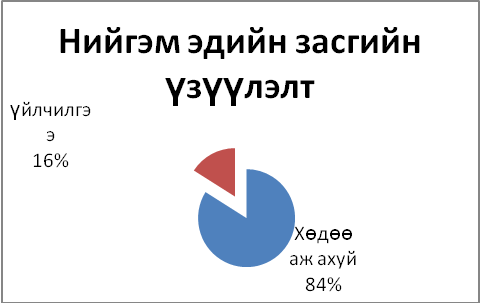 Нийгэм эдийн засгийн
үзүүлэлт
үйлчилгэ
э
16%
Хөдөө
аж ахуй
84%